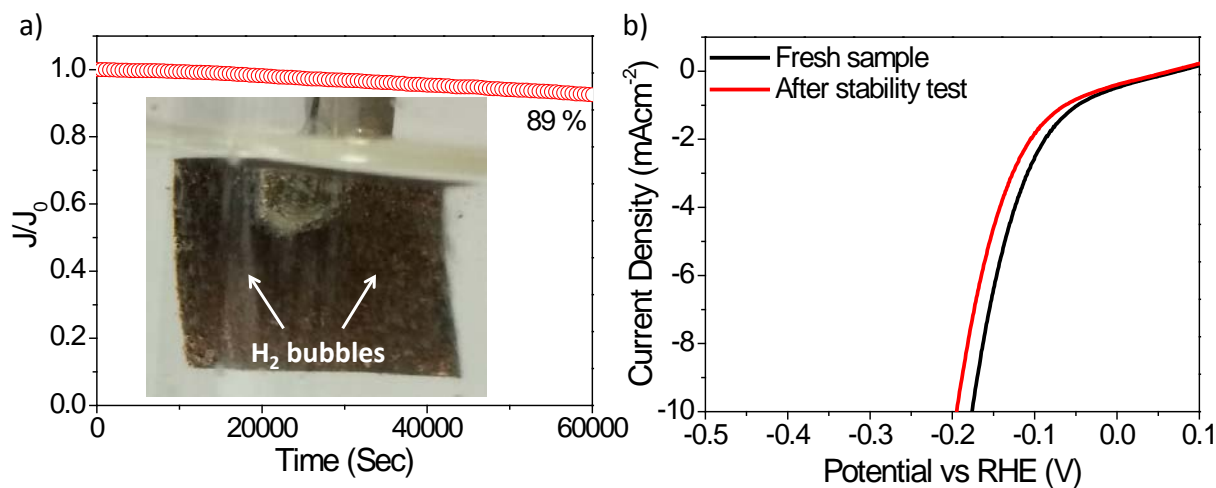 a)
J/J0
1.0
0.8
0.6
0.4
0.2
0.0
89 %
H2 bubbles
0 20000 40000 60000
Time (Sec)
b)
Current Density (mAcm-2)
0
-2
-4
-6
-8
-10
Fresh sample
After stability test
-0.5 -0.4 -0.3 -0.2 -0.1 0.0 0.1
Potential vs RHE (V)